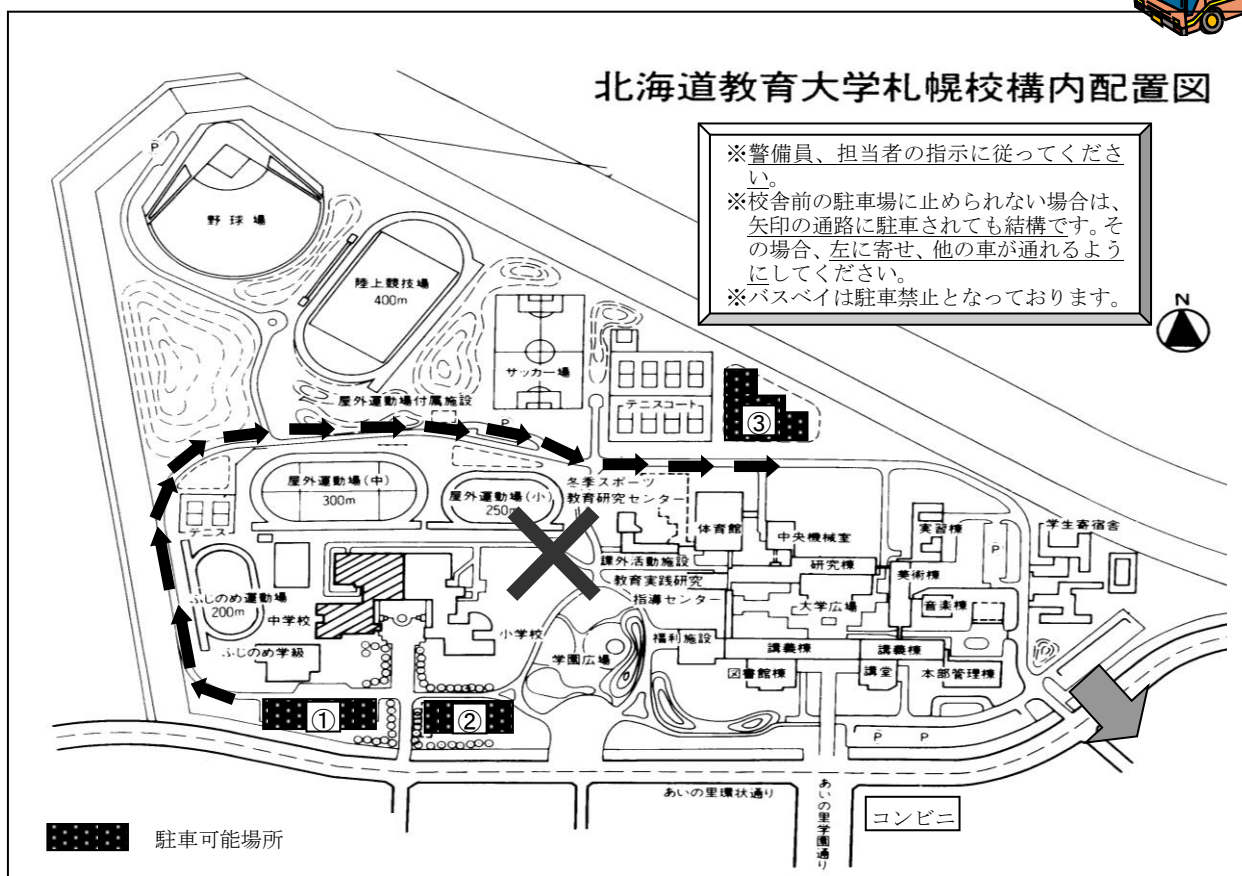 北海道教育大学札幌校構内配置図
※警備員、担当者の指示に従ってくださ
い。
※校舎前の駐車場に止められない場合は、
矢印の通路に駐車されても結構です。そ
の場合、左に寄せ、他の車が通れるよう
にしてください。
※バスベイは駐車禁止となっております。
N
P
野球場
陸上競技場
400m
サッカー場
屋外運動場付属施設
P
テニスコート
③
屋外運動場(中)
300m
屋外運動場(小)
250m
冬季スポーツ
教育研究センター
体育館
中央機械室
実習棟
学生寄宿舎
P
テニス
課外活動施設
研究棟
美術棟
教育実践研究
指導センター
大学広場
音楽棟
ふじのめ運動場
200m
中学校
小学校
ふじのめ学級
学園広場
福利施設
講義棟
講義棟
図書館棟
講堂
本部管理棟
①
②
P
P
あいの里環状通り
あいの里学園通り
コンビニ
駐車可能場所